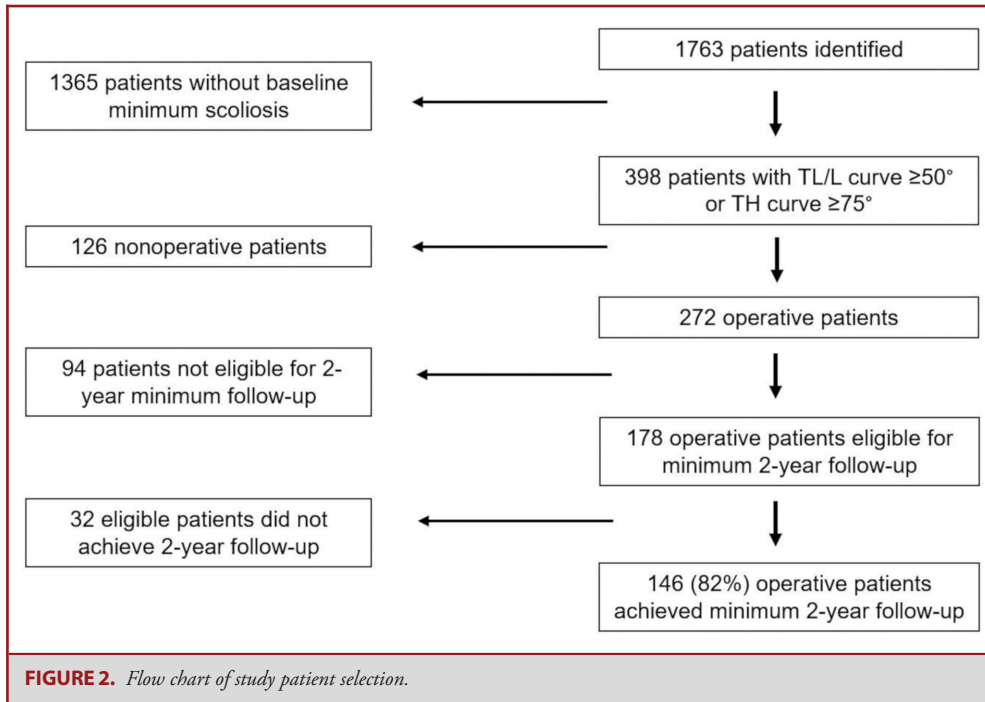 1763 patients identified
1365 patients without baseline
minimum scoliosis
398 patients with TL/L curve ≥50°
or TH curve ≥75°
126 nonoperative patients
272 operative patients
94 patients not eligible for 2-
year minimum follow-up
178 operative patients eligible for
minimum 2-year follow-up
32 eligible patients did not
achieve 2-year follow-up
146 (82%) operative patients
achieved minimum 2-year follow-up
FIGURE 2. Flow chart of study patient selection.